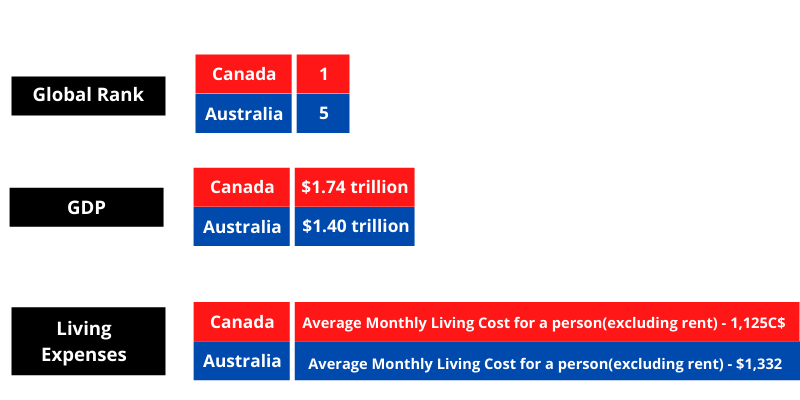 Global Rank
Canada 1
Australia 5
GDP
Canada $1.74 trillion
Australia $1.40 trillion
Living
Expenses
Canada Average Monthly Living Cost for a person(excluding rent) - 1,125C$
Australia Average Monthly Living Cost for a person(excluding rent) - $1,332